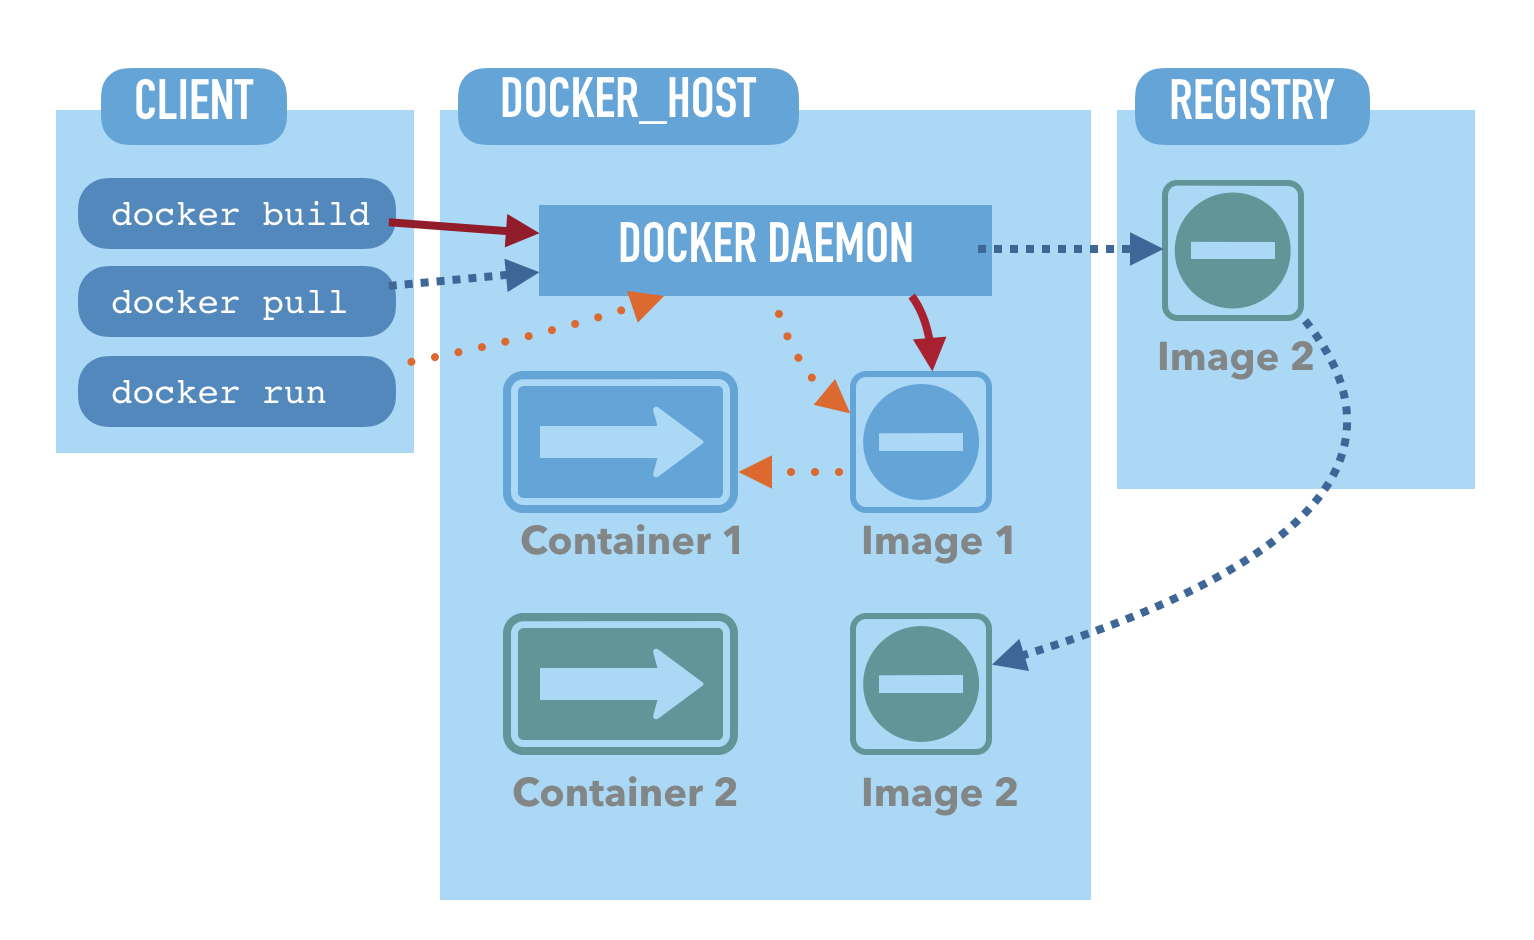 CLIENT
docker build
docker pull
docker run
DOCKER_HOST
DOCKER DAEMON
Container 1
Image 1
Container 2
Image 2
REGISTRY
Image 2